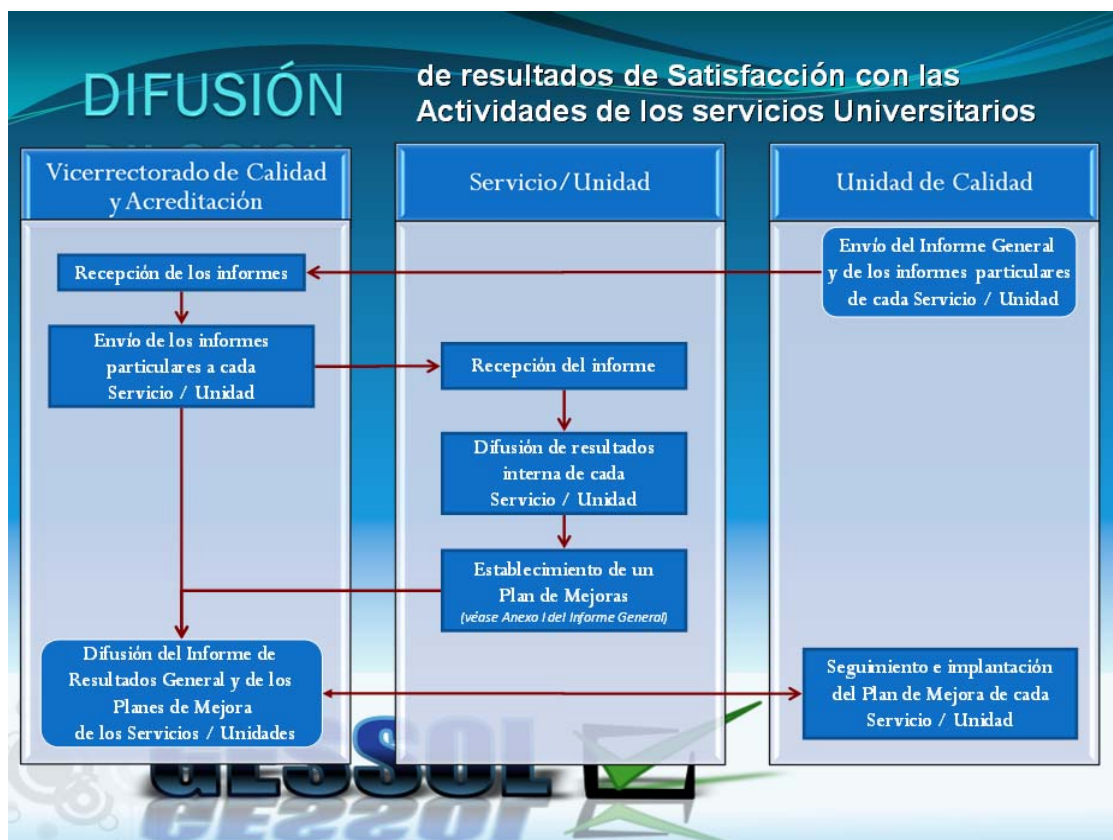 DIFUSIÓN
de resultados de Satisfacción con las
Actividades de los servicios Universitarios
Vicerrectorado de Calidad
y Acreditación
Servicio/Unidad
Unidad de Calidad
Envío del Informe General
y de los informes particulares
de cada Servicio / Unidad
Recepción de los informes
Envío de los informes
particulares a cada
Servicio / Unidad
Recepción del informe
Difusión de resultados
interna de cada
Servicio / Unidad
Establecimiento de un
Plan de Mejoras
(véase Anexo I del Informe General)
Difusión del Informe de
Resultados General y de los
Planes de Mejora
de los Servicios / Unidades
Seguimiento e implantación
del Plan de Mejora de cada
Servicio / Unidad
GESSOL